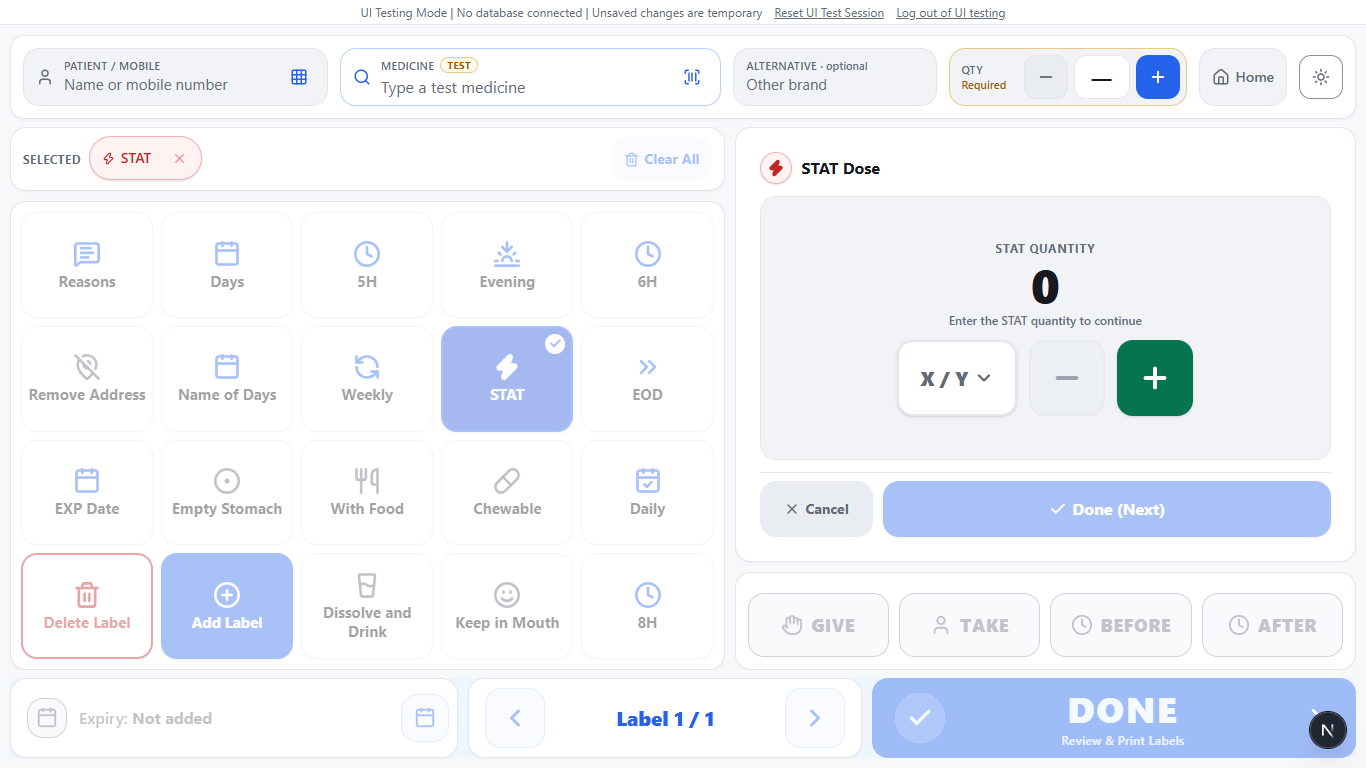 UI Testing Mode | No database connected | Unsaved changes are temporary Reset UI Test Session Log out of UI testing
PATIENT / MOBILE
Name or mobile number
MEDICINE TEST
Type a test medicine
ALTERNATIVE · optional
Other brand
QTY
Required
— 
Home
SELECTED STAT
Clear All
Reasons
Days
5H
Evening
6H
Remove Address
Name of Days
Weekly
STAT
EOD
EXP Date
Empty Stomach
With Food
Chewable
Daily
Delete Label
Add Label
Dissolve and
Drink
Keep in Mouth
8H
STAT Dose
STAT QUANTITY
0
Enter the STAT quantity to continue
X / Y
Cancel
Done (Next)
GIVE
TAKE
BEFORE
AFTER
Expiry: Not added
Label 1 / 1
DONE
Review & Print Labels
N